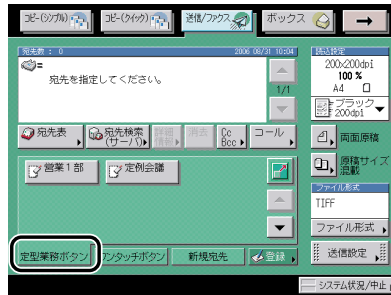 コピー(シンプル)
コピー(クイック)
送信/ファクス
ボックス
宛先数 : 0
2006 08/31 10:04
宛先を指定してください。
1/1
宛先表
宛先検索
(サーバ)
詳細
情報
消去
Cc
Bcc
コール
営業1部
定例会議
定型業務ボタン
ワンタッチボタン
新規宛先
登録
読込設定
200x200dpi
100 %
A4
ブラック
200dpi
両面原稿
原稿サイズ
混載
ファイル形式
TIFF
ファイル形式
送信設定
システム状況/中止